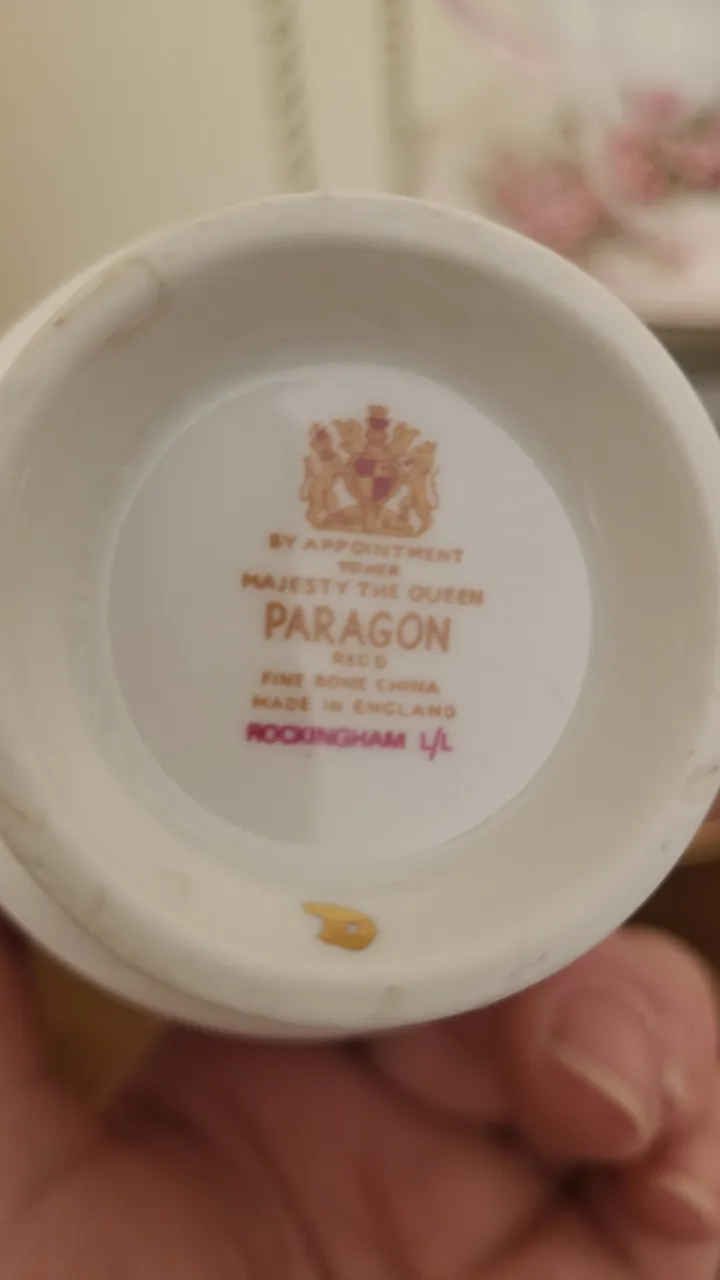 BY APPOINTMENT
TO HER
MAJESTY THE QUEEN
PARAGON
REG'D
FINE BONE CHINA
MADE IN ENGLAND
ROCKINGHAM L/L